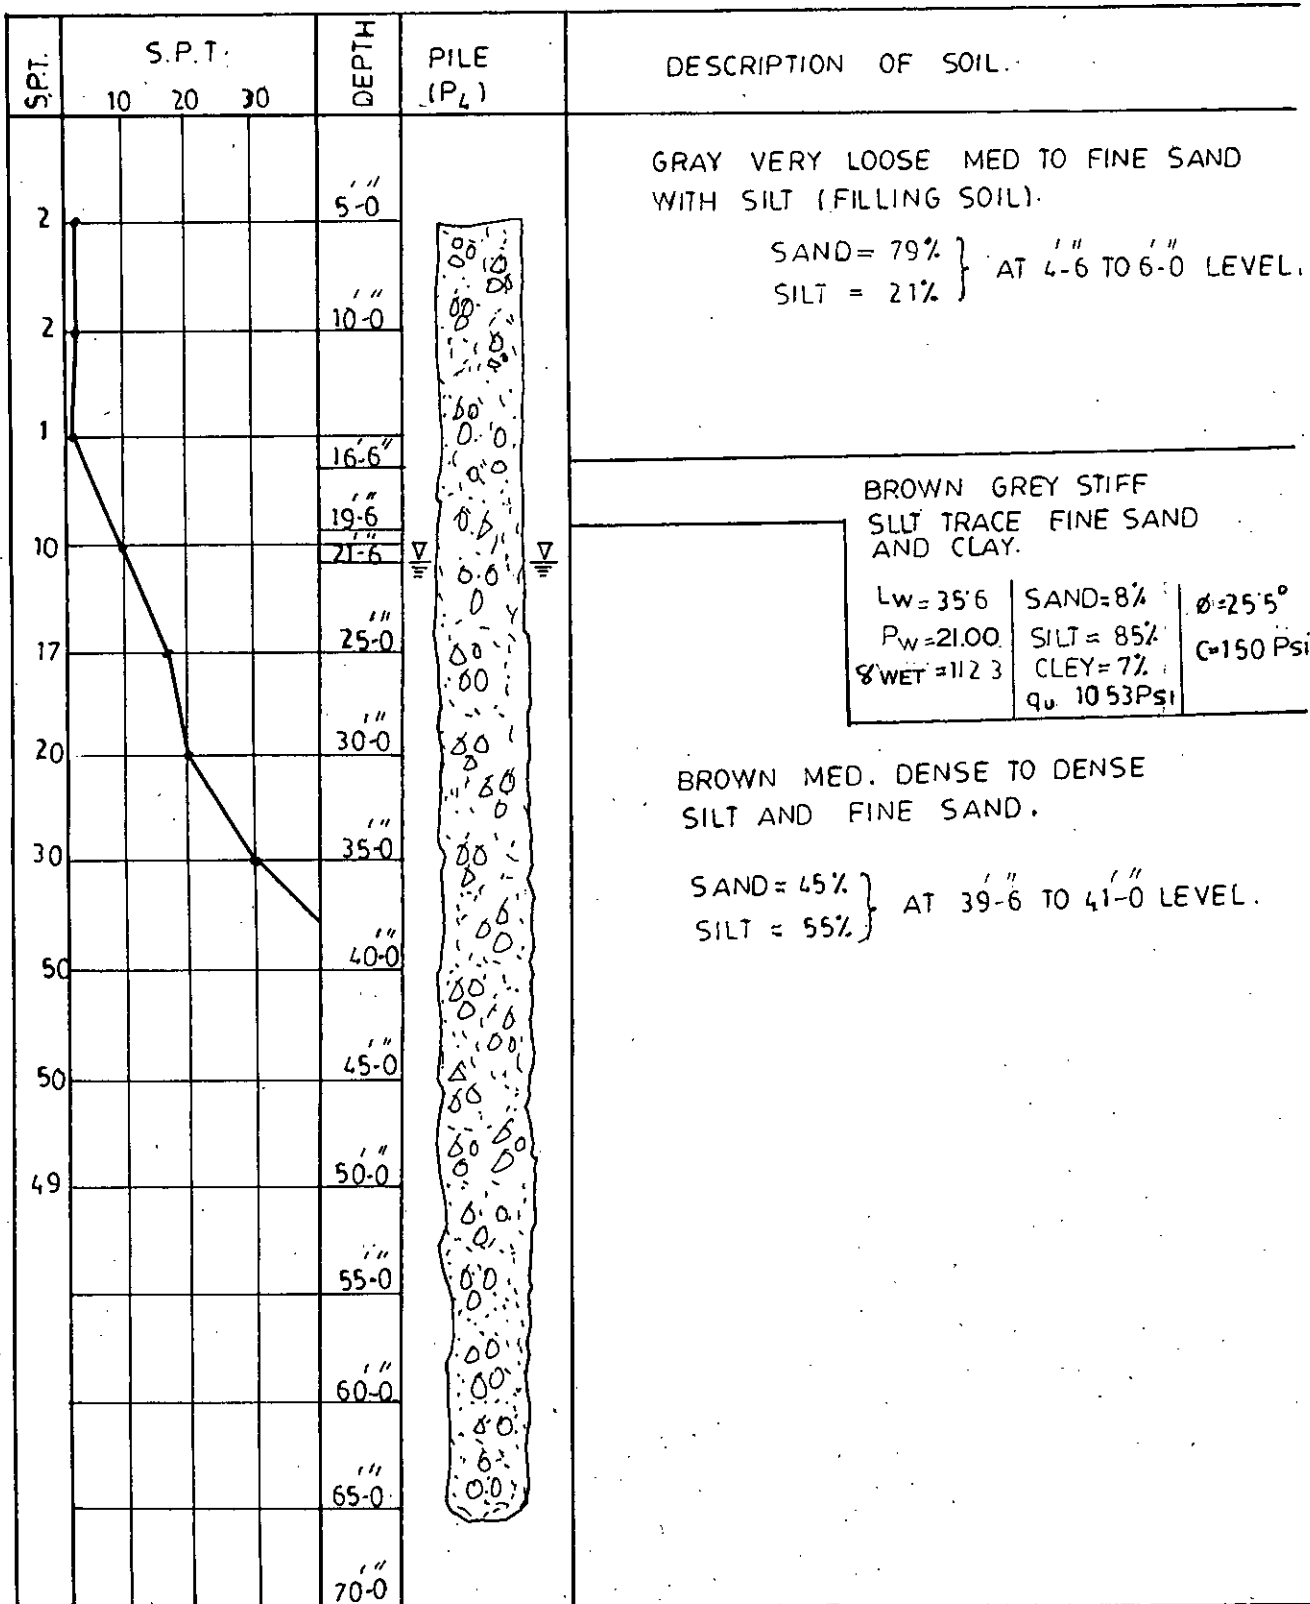 S.P.T.
S.P.T.
10 20 30
DEPTH
PILE
(PL)
DESCRIPTION OF SOIL.
GRAY VERY LOOSE MED TO FINE SAND
WITH SILT (FILLING SOIL).
SAND= 79%
SILT = 21%
AT 4'-6" TO 6'-0" LEVEL.
2 5'-0"
2 10'-0"
1
16'-6"
19'-6"
10
21'-6"
17 25'-0"
20 30'-0"
30 35'-0"
50 40'-0"
50 45'-0"
49 50'-0"
55'-0"
60'-0"
65'-0"
70'-0"
BROWN GREY STIFF
SLLT TRACE FINE SAND
AND CLAY.
LW = 35'6 SAND=8% Ø=25'5°
PW =21.00 SILT = 85% C=150 Psi
४WET =112 3 CLEY= 7%
qu 10 53PSI
BROWN MED. DENSE TO DENSE
SILT AND FINE SAND.
SAND= 45%
SILT = 55%
AT 39'-6" TO 41'-0" LEVEL.